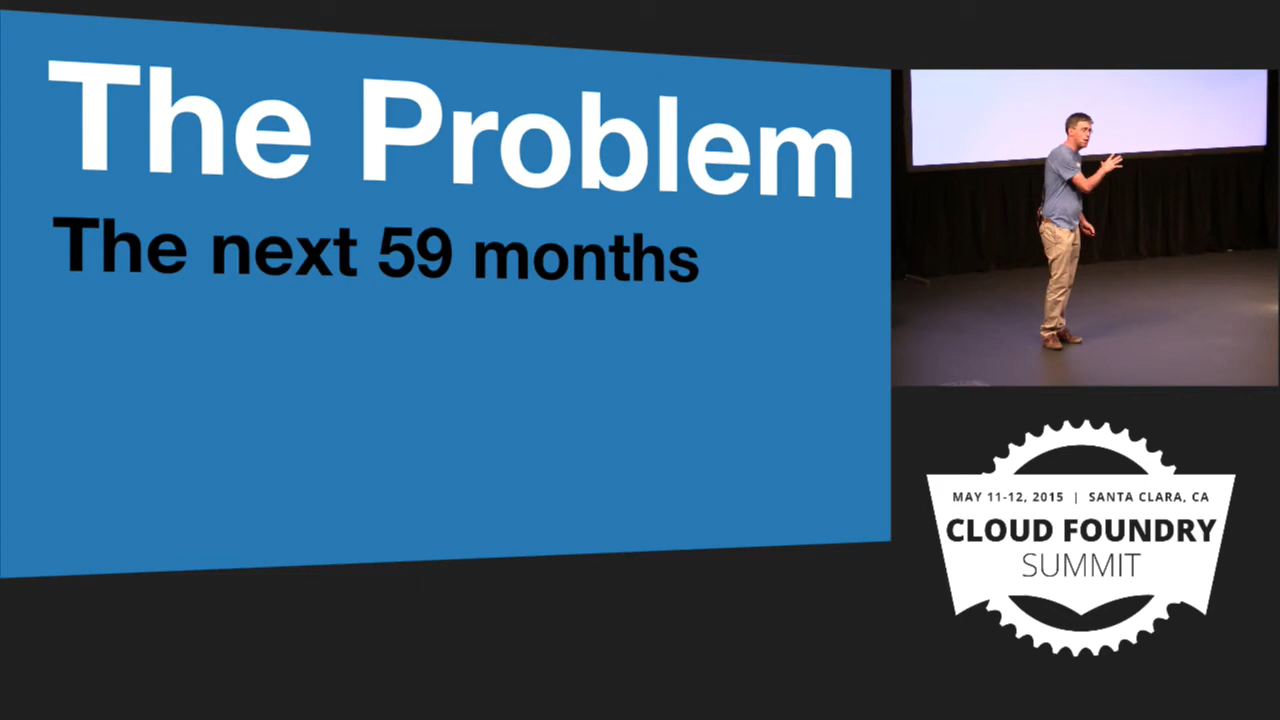 The Problem
The next 59 months
MAY 11-12, 2015 | SANTA CLARA, CA
CLOUD FOUNDRY
SUMMIT